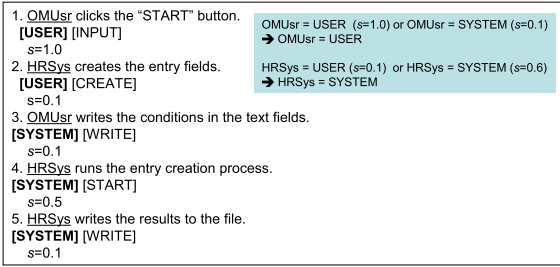 1. OMUsr clicks the “START” button.
[USER] [INPUT]
s=1.0
2. HRSys creates the entry fields.
[USER] [CREATE]
s=0.1
3. OMUsr writes the conditions in the text fields.
[SYSTEM] [WRITE]
s=0.1
4. HRSys runs the entry creation process.
[SYSTEM] [START]
s=0.5
5. HRSys writes the results to the file.
[SYSTEM] [WRITE]
s=0.1
OMUsr = USER (s=1.0) or OMUsr = SYSTEM (s=0.1)
➔ OMUsr = USER
HRSys = USER (s=0.1) or HRSys = SYSTEM (s=0.6)
➔ HRSys = SYSTEM